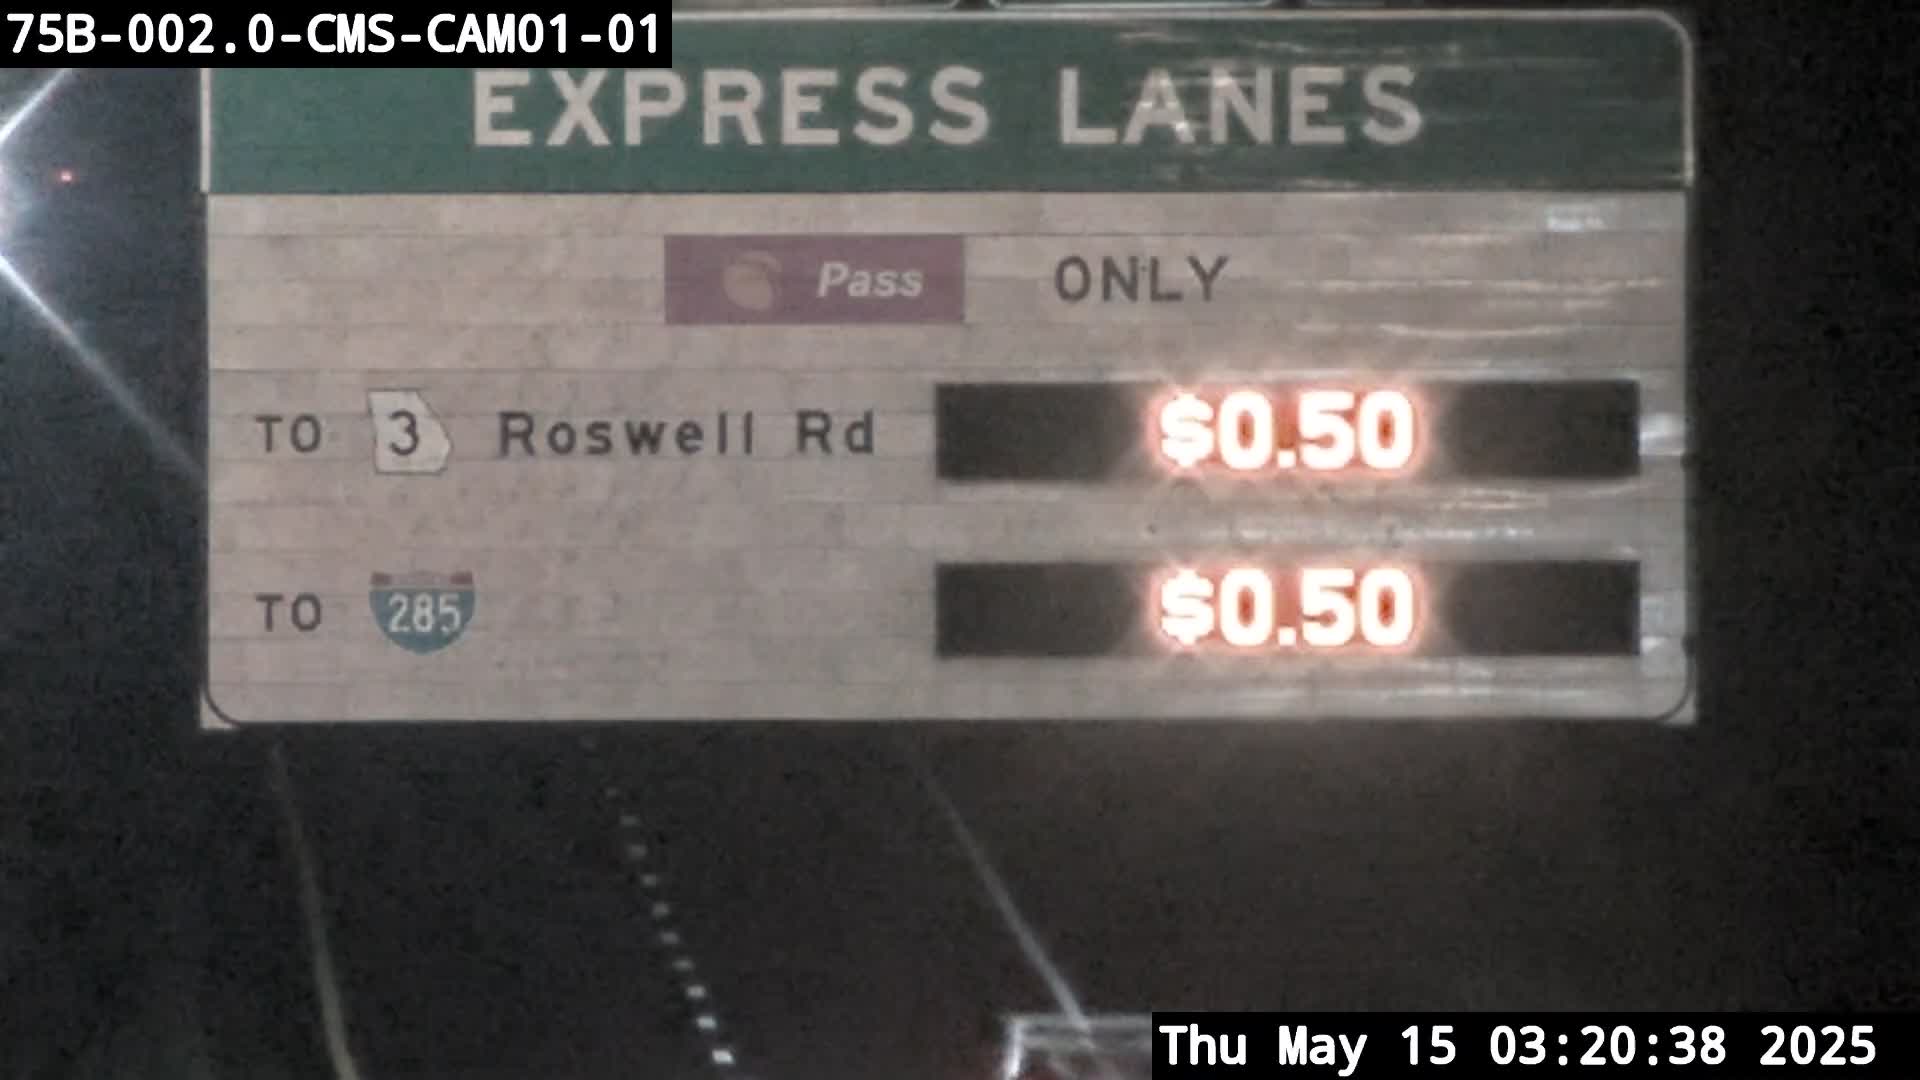 75B-002.0-CMS-CAM01-01
EXPRESS LANES
Pass ONLY
TO 3 Roswell Rd $0.50
TO 285 $0.50
Thu May 15 03:20:38 2025